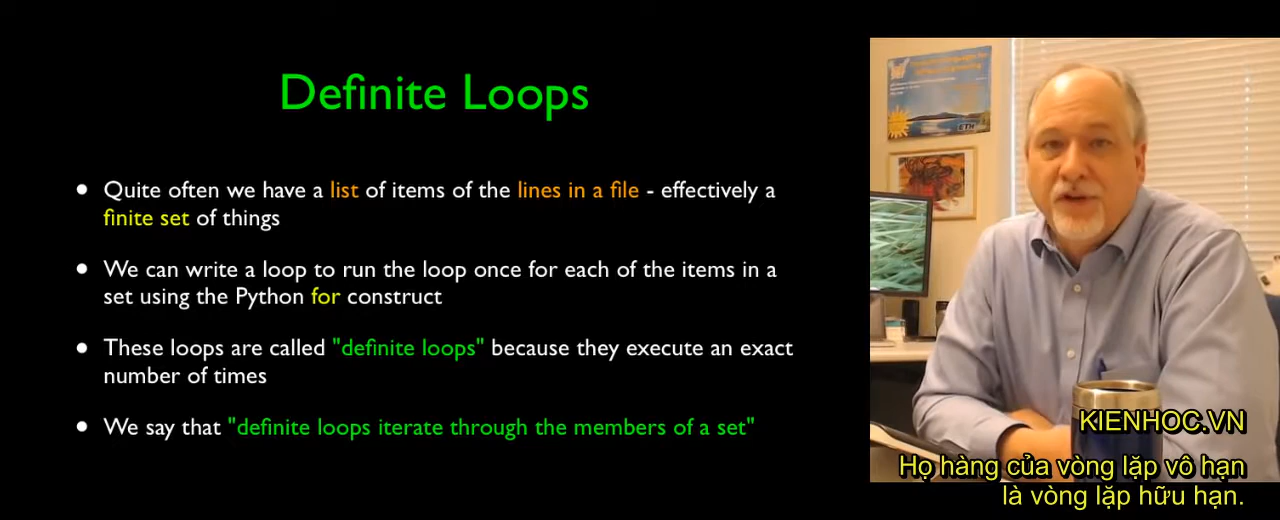 Definite Loops
Quite often we have a list of items of the lines in a file - effectively a
finite set of things
We can write a loop to run the loop once for each of the items in a
set using the Python for construct
These loops are called "definite loops" because they execute an exact
number of times
We say that "definite loops iterate through the members of a set"
ETH
KIENHOC.VN
Họ hàng của vòng lặp vô hạn
là vòng lặp hữu hạn.